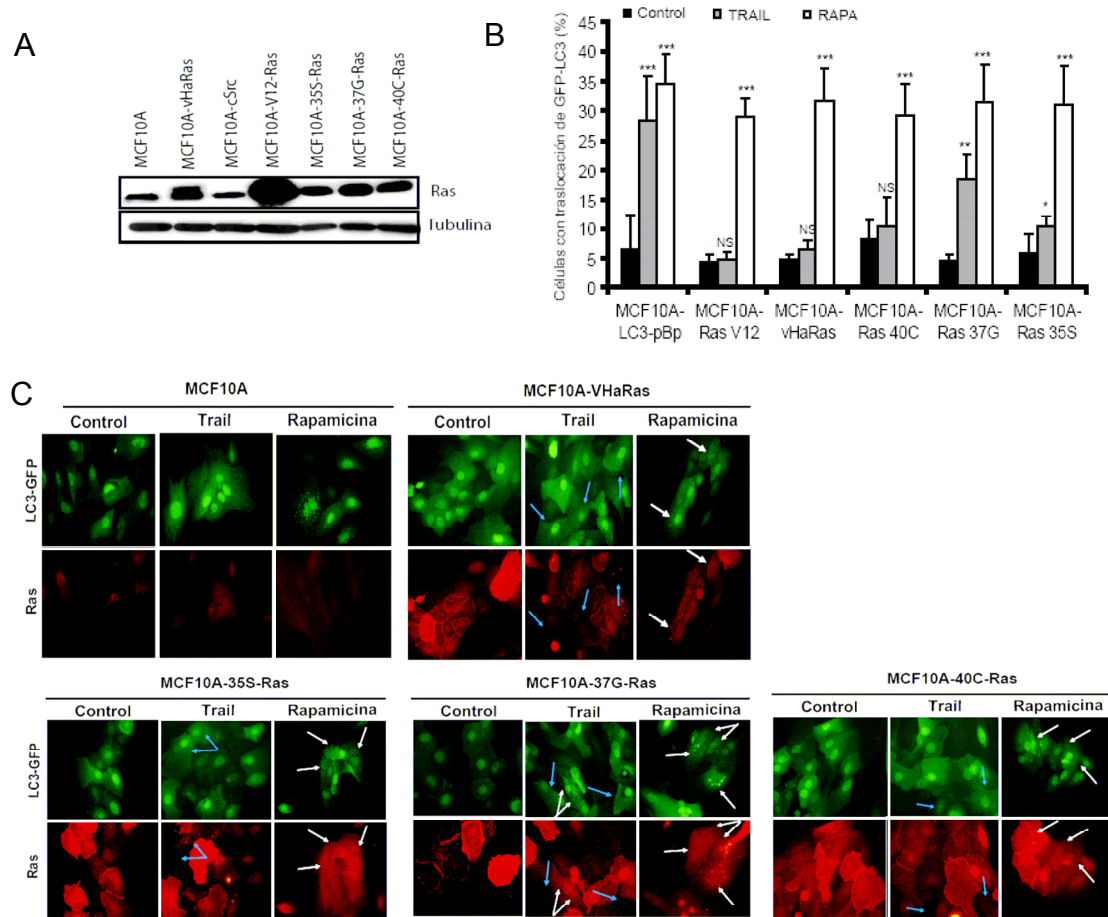 A
MCF10A
MCF10A-vHaRas
MCF10A-cSrc
MCF10A-V12-Ras
MCF10A-35S-Ras
MCF10A-37G-Ras
MCF10A-40C-Ras
Ras
Tubulina
B
Control TRAIL RAPA
Células con traslocación de GFP-LC3 (%)
45
40
35
30
25
20
15
10
5
0
*** ***
NS ***
NS ***
NS ***
** ***
* ***
MCF10A-LC3-pBp
MCF10A-Ras V12
MCF10A-vHaRas
MCF10A-Ras 40C
MCF10A-Ras 37G
MCF10A-Ras 35S
C
MCF10A
Control Trail Rapamicina
LC3-GFP
Ras
MCF10A-VHaRas
Control Trail Rapamicina
MCF10A-35S-Ras
Control Trail Rapamicina
LC3-GFP
Ras
MCF10A-37G-Ras
Control Trail Rapamicina
MCF10A-40C-Ras
Control Trail Rapamicina